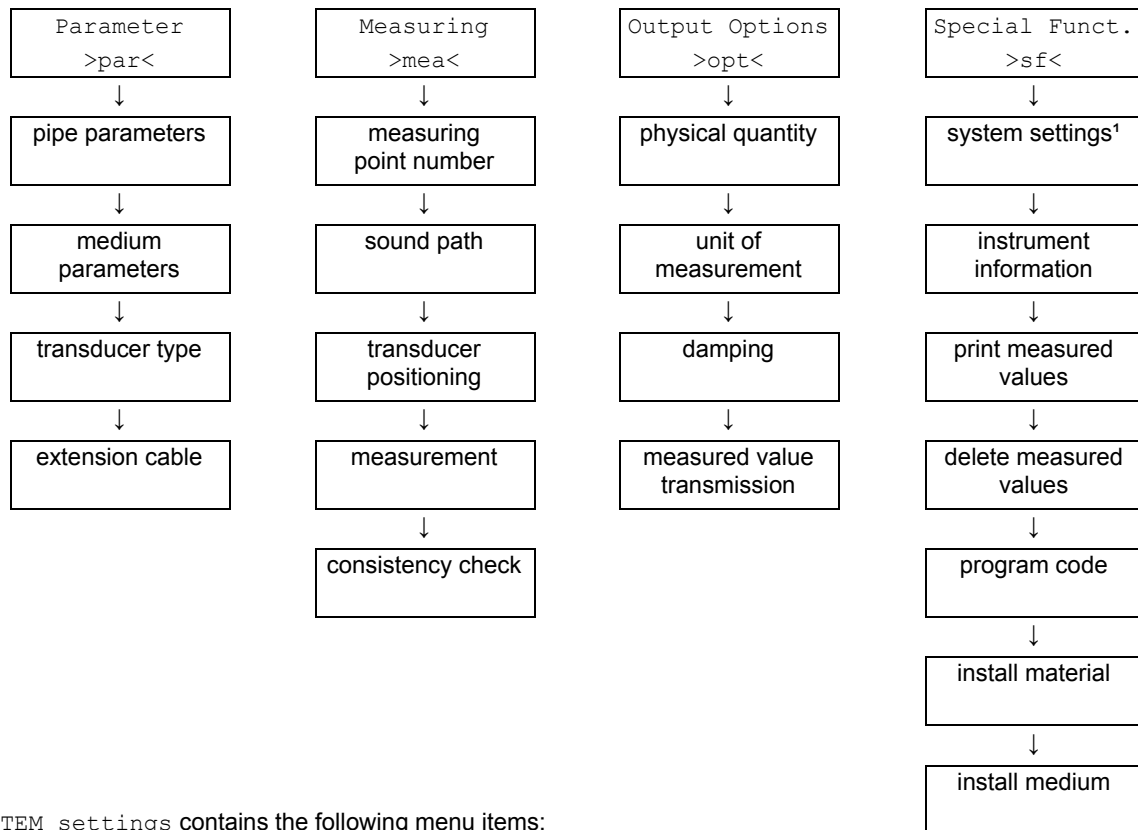 Parameter
>par<
↓
pipe parameters
↓
medium
parameters
↓
transducer type
↓
extension cable
Measuring
>mea<
↓
measuring
point number
↓
sound path
↓
transducer
positioning
↓
measurement
↓
consistency check
Output Options
>opt<
↓
physical quantity
↓
unit of
measurement
↓
damping
↓
measured value
transmission
Special Funct.
>sf<
↓
system settings¹
↓
instrument
information
↓
print measured
values
↓
delete measured
values
↓
program code
↓
install material
↓
install medium
TEM settings contains the following menu items: